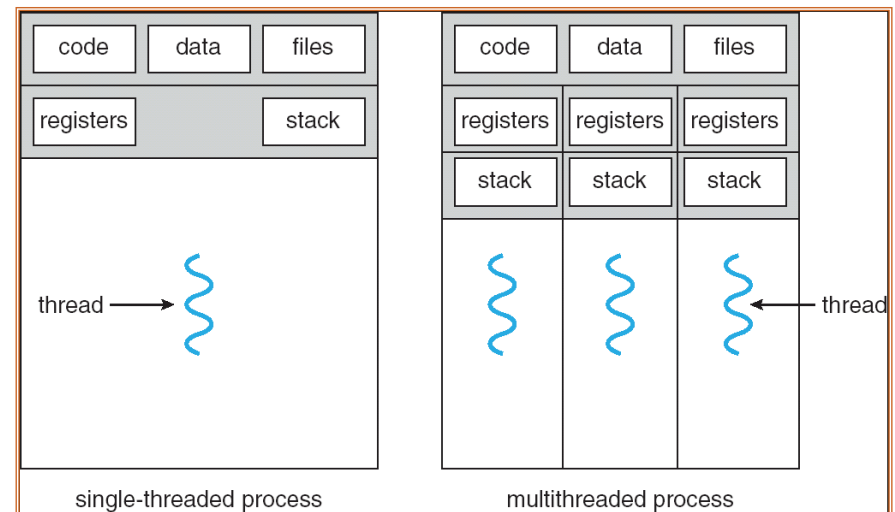 code data files code data files
registers stack registers registers registers
stack stack stack
thread thread
single-threaded process multithreaded process